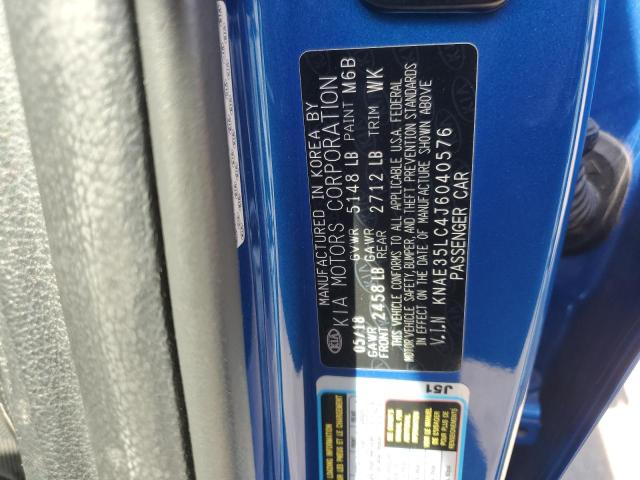 MANUFACTURED IN KOREA BY
KIA MOTORS CORPORATION
05/18 GVWR 5148 LB PAINT M6B
GAWR FRONT 2458 LB GAWR REAR 2712 LB TRIM WK
THIS VEHICLE CONFORMS TO ALL APPLICABLE U.S.A. FEDERAL
MOTOR VEHICLE SAFETY, BUMPER, AND THEFT PREVENTION STANDARDS
IN EFFECT ON THE DATE OF MANUFACTURE SHOWN ABOVE
V.I.N KNAE35LC4J6040576
PASSENGER CAR
KIA
J51